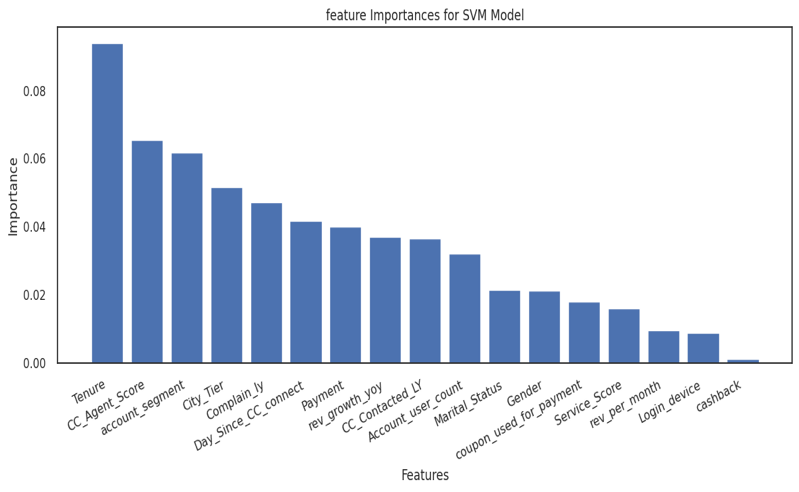 feature Importances for SVM Model
Importance
0.08
0.06
0.04
0.02
0.00
Tenure
CC_Agent_Score
account_segment
City_Tier
Complain_ly
Day_Since_CC_connect
Payment
rev_growth_yoy
CC_Contacted_LY
Account_user_count
Marital_Status
Gender
coupon_used_for_payment
Service_Score
rev_per_month
Login_device
cashback
Features